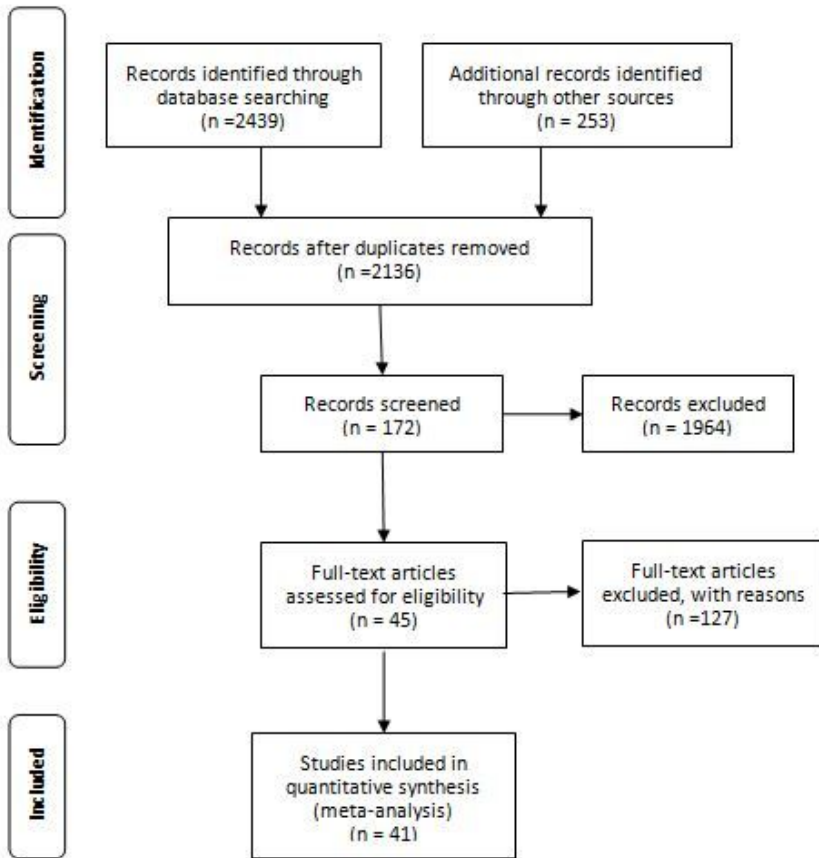 Identification
Records identified through
database searching
(n =2439)
Additional records identified
through other sources
(n = 253)
Screening
Records after duplicates removed
(n =2136)
Records screened
(n = 172)
Records excluded
(n = 1964)
Eligibility
Full-text articles
assessed for eligibility
(n = 45)
Full-text articles
excluded, with reasons
(n =127)
Included
Studies included in
quantitative synthesis
(meta-analysis)
(n = 41)